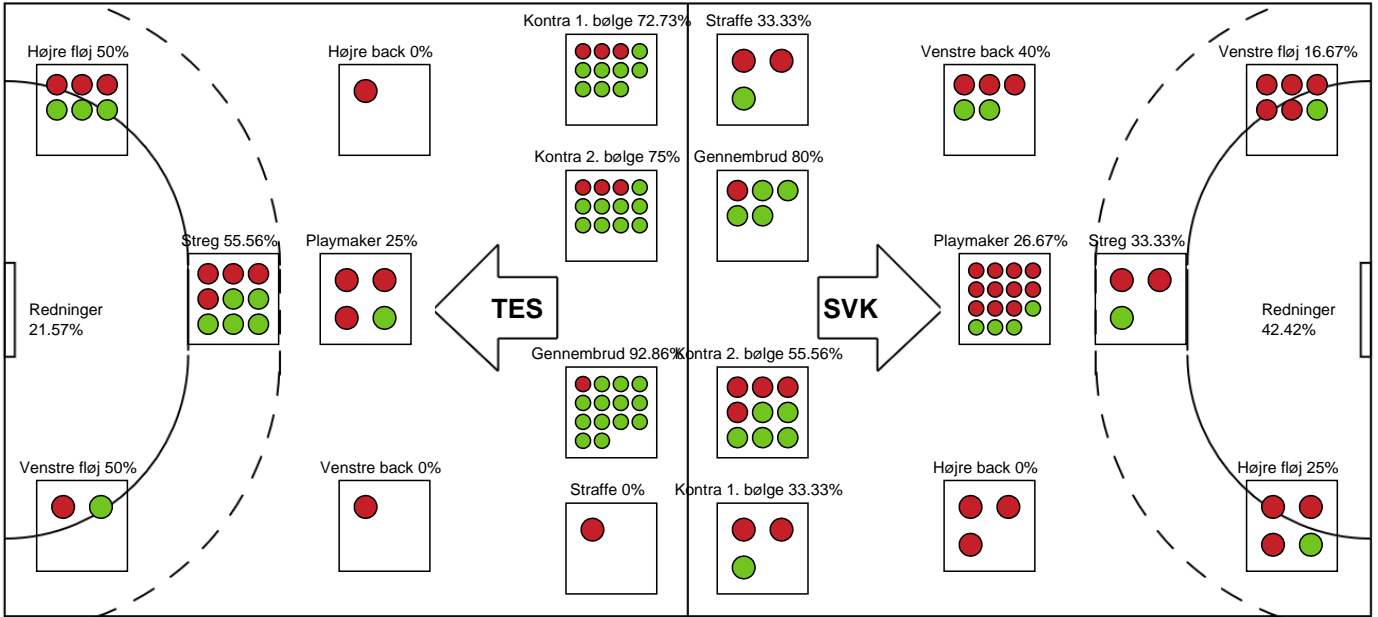 Kontra 1. bølge 72.73%
Straffe 33.33%
Højre fløj 50%
Højre back 0%
Venstre back 40%
Venstre fløj 16.67%
Kontra 2. bølge 75%
Gennembrud 80%
Streg 55.56%
Playmaker 25%
Playmaker 26.67%
Streg 33.33%
TES
SVK
Redninger
21.57%
Redninger
42.42%
Gennembrud 92.86%
Kontra 2. bølge 55.56%
Venstre fløj 50%
Venstre back 0%
Straffe 0%
Kontra 1. bølge 33.33%
Højre back 0%
Højre fløj 25%